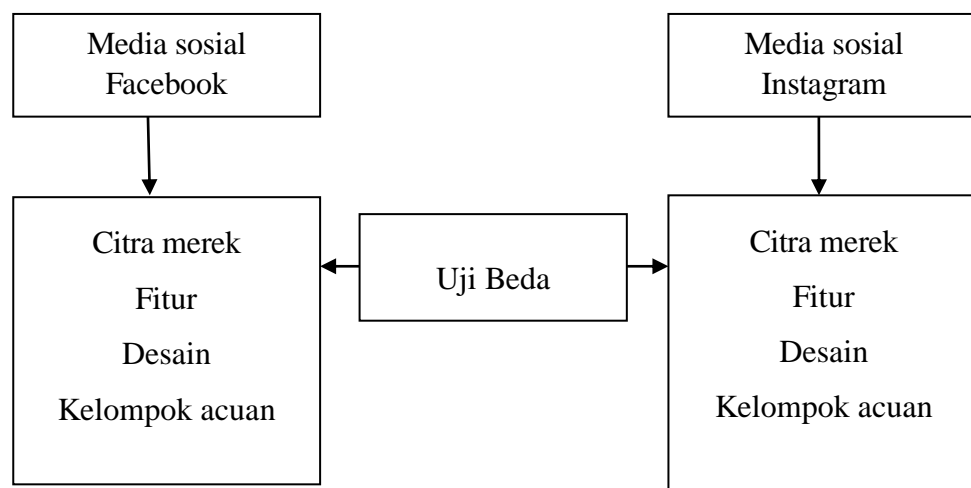 Media sosial
Facebook
Media sosial
Instagram
Citra merek
Fitur
Desain
Kelompok acuan
Uji Beda
Citra merek
Fitur
Desain
Kelompok acuan